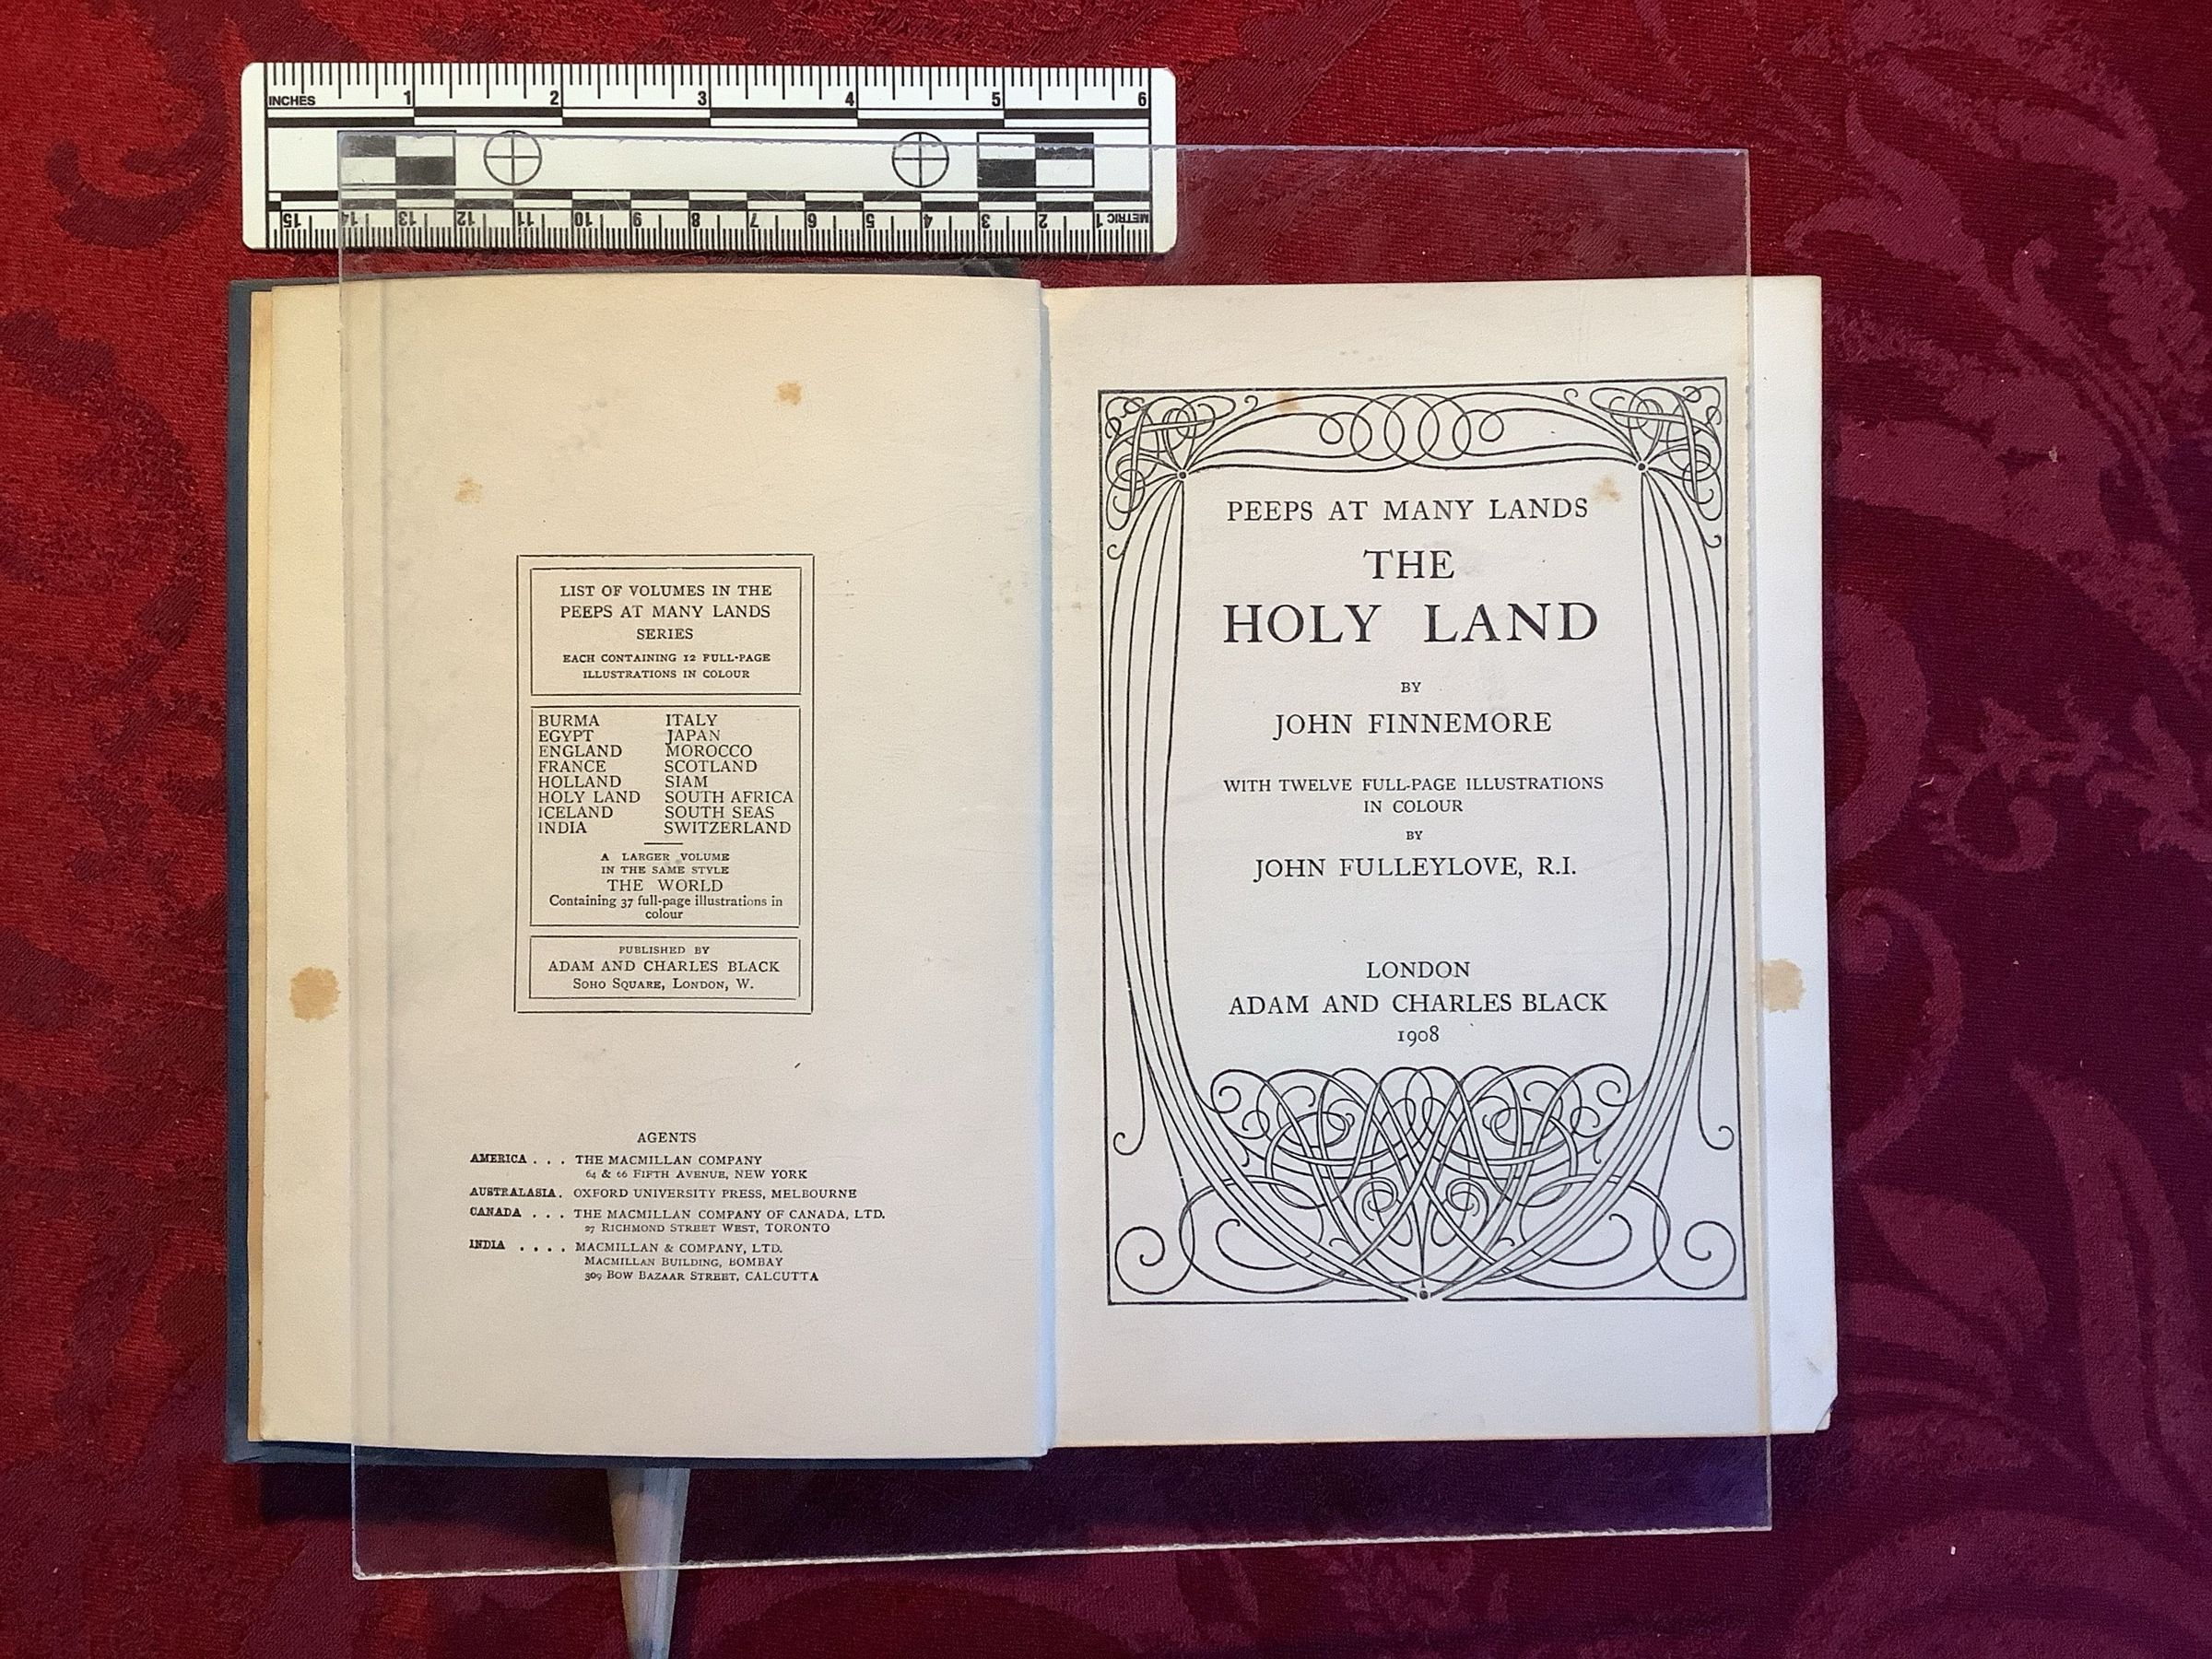 INCHES 1 2 3 4 5 6
15 14 13 12 11 10 9 8 7 6 5 4 3 2 1 METRIC
LIST OF VOLUMES IN THE
PEEPS AT MANY LANDS
SERIES
EACH CONTAINING 12 FULL-PAGE
ILLUSTRATIONS IN COLOUR
BURMA
EGYPT
ENGLAND
FRANCE
HOLLAND
HOLY LAND
ICELAND
INDIA
ITALY
JAPAN
MOROCCO
SCOTLAND
SIAM
SOUTH AFRICA
SOUTH SEAS
SWITZERLAND
A LARGER VOLUME
IN THE SAME STYLE
THE WORLD
Containing 37 full-page illustrations in
colour
PUBLISHED BY
ADAM AND CHARLES BLACK
SOHO SQUARE, LONDON, W.
AGENTS
AMERICA . . . THE MACMILLAN COMPANY
64 & 66 FIFTH AVENUE, NEW YORK
AUSTRALASIA. OXFORD UNIVERSITY PRESS, MELBOURNE
CANADA . . . THE MACMILLAN COMPANY OF CANADA, LTD.
27 RICHMOND STREET WEST, TORONTO
INDIA . . . . MACMILLAN & COMPANY, LTD.
MACMILLAN BUILDING, BOMBAY
309 BOW BAZAAR STREET, CALCUTTA
PEEPS AT MANY LANDS
THE
HOLY LAND
BY
JOHN FINNEMORE
WITH TWELVE FULL-PAGE ILLUSTRATIONS
IN COLOUR
BY
JOHN FULLEYLOVE, R.I.
LONDON
ADAM AND CHARLES BLACK
1908